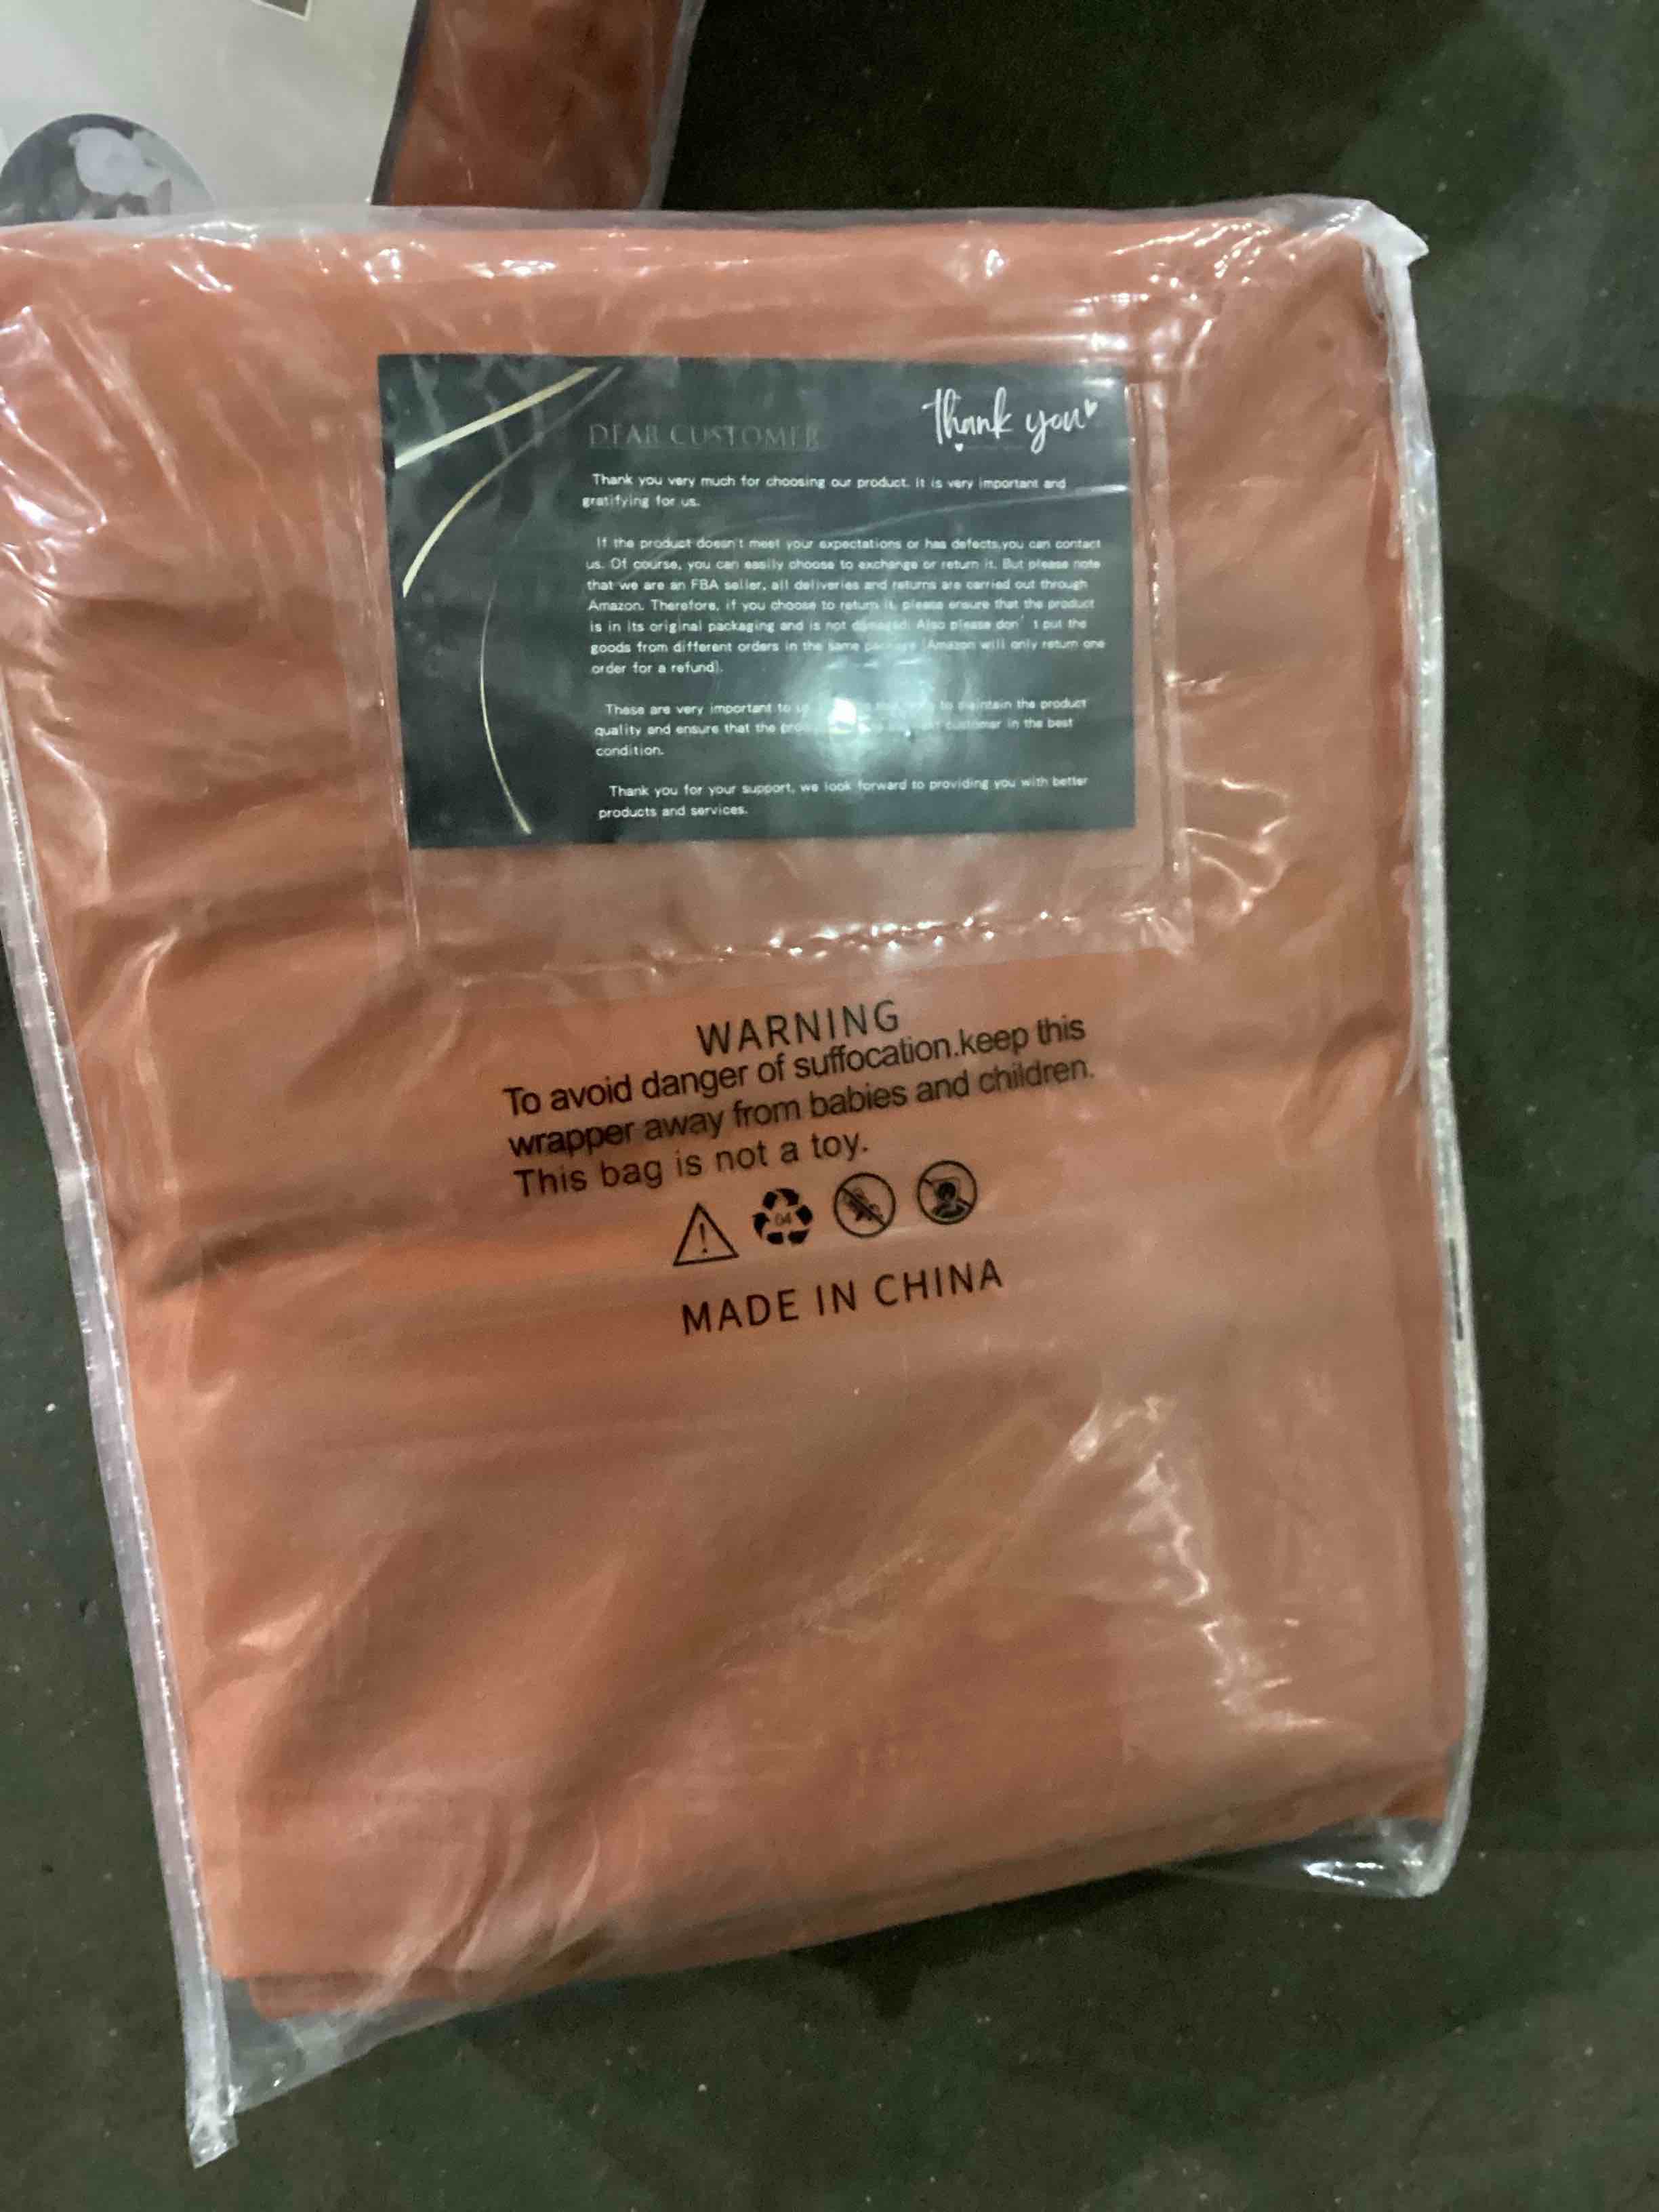 thank you
DEAR CUSTOMER
Thank you very much for choosing our product. It is very important and
gratifying for us.
If the product doesn't meet your expectations or has defects,you can contact
us. Of course, you can easily choose to exchange or return it. But please note
that we are an FBA seller, all deliveries and returns are carried out through
Amazon. Therefore, if you choose to return it, please ensure that the product
is in its original packaging and is not damaged. Also please don't put the
goods from different orders in the same package (Amazon will only return one
order for a refund).
These are very important to us to maintain the product
quality and ensure that the customer in the best
condition.
Thank you for your support, we look forward to providing you with better
products and services.
WARNING
To avoid danger of suffocation.keep this
wrapper away from babies and children.
This bag is not a toy.
04
MADE IN CHINA